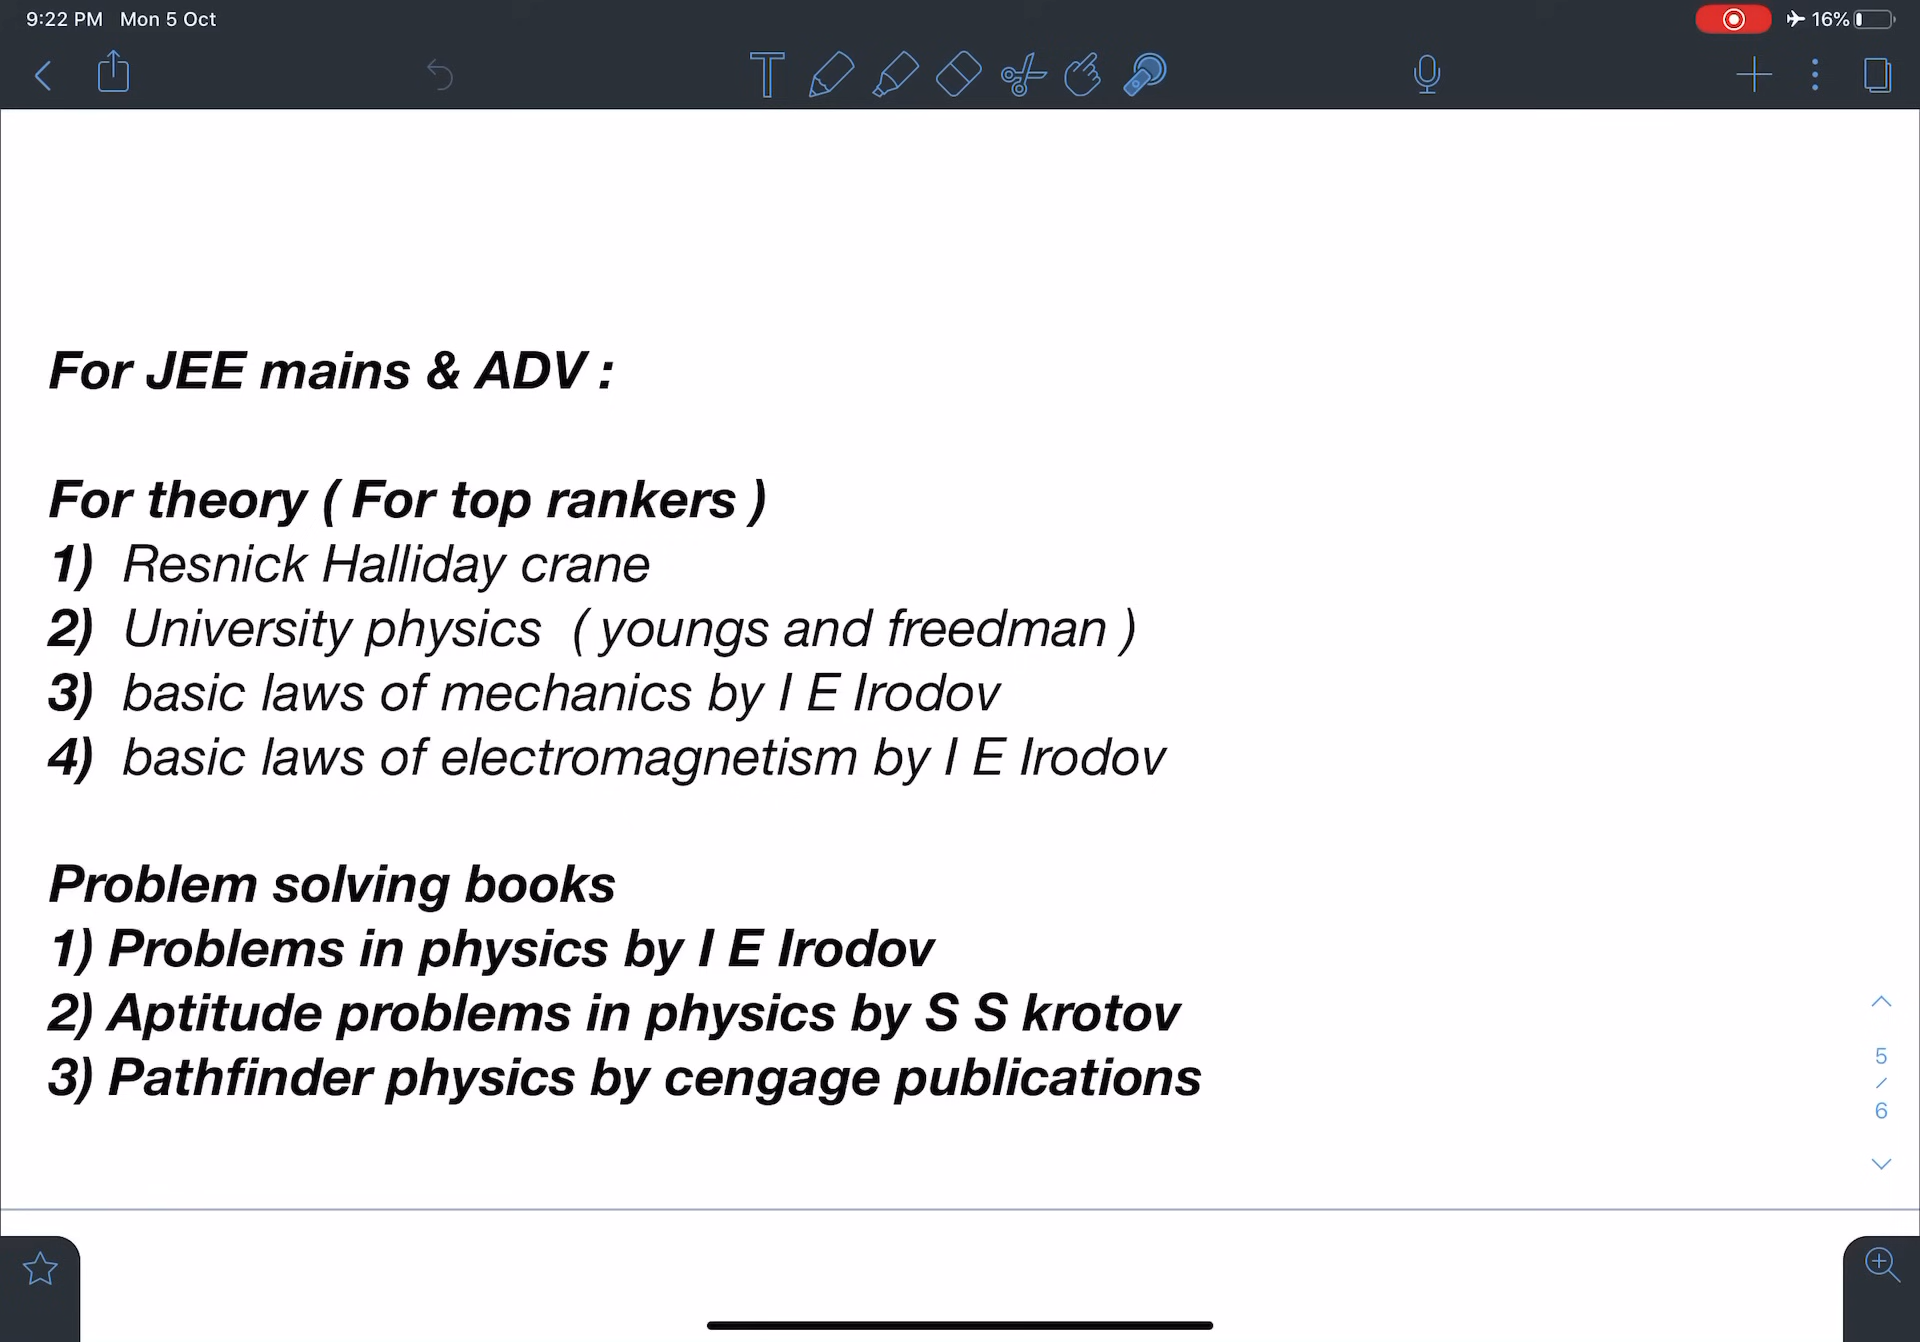 9:22 PM Mon 5 Oct
16%
T
For JEE mains & ADV :
For theory ( For top rankers )
1) Resnick Halliday crane
2) University physics ( youngs and freedman )
3) basic laws of mechanics by I E Irodov
4) basic laws of electromagnetism by I E Irodov
Problem solving books
1) Problems in physics by I E Irodov
2) Aptitude problems in physics by S S krotov
3) Pathfinder physics by cengage publications
5
/
6